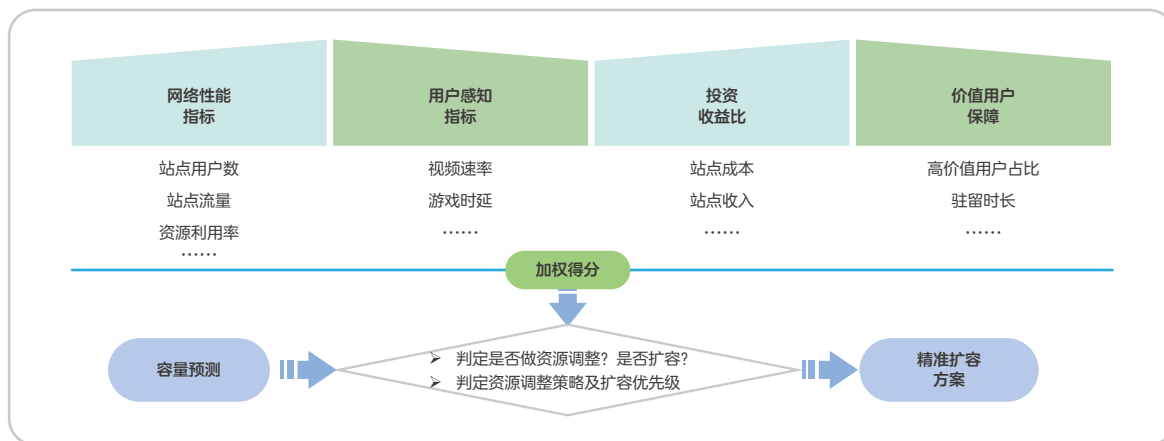 网络性能
指标
用户感知
指标
投资
收益比
价值用户
保障
站点用户数
站点流量
资源利用率
……
视频速率
游戏时延
……
站点成本
站点收入
……
高价值用户占比
驻留时长
……
加权得分
容量预测
➢ 判定是否做资源调整？是否扩容？
➢ 判定资源调整策略及扩容优先级
精准扩容
方案